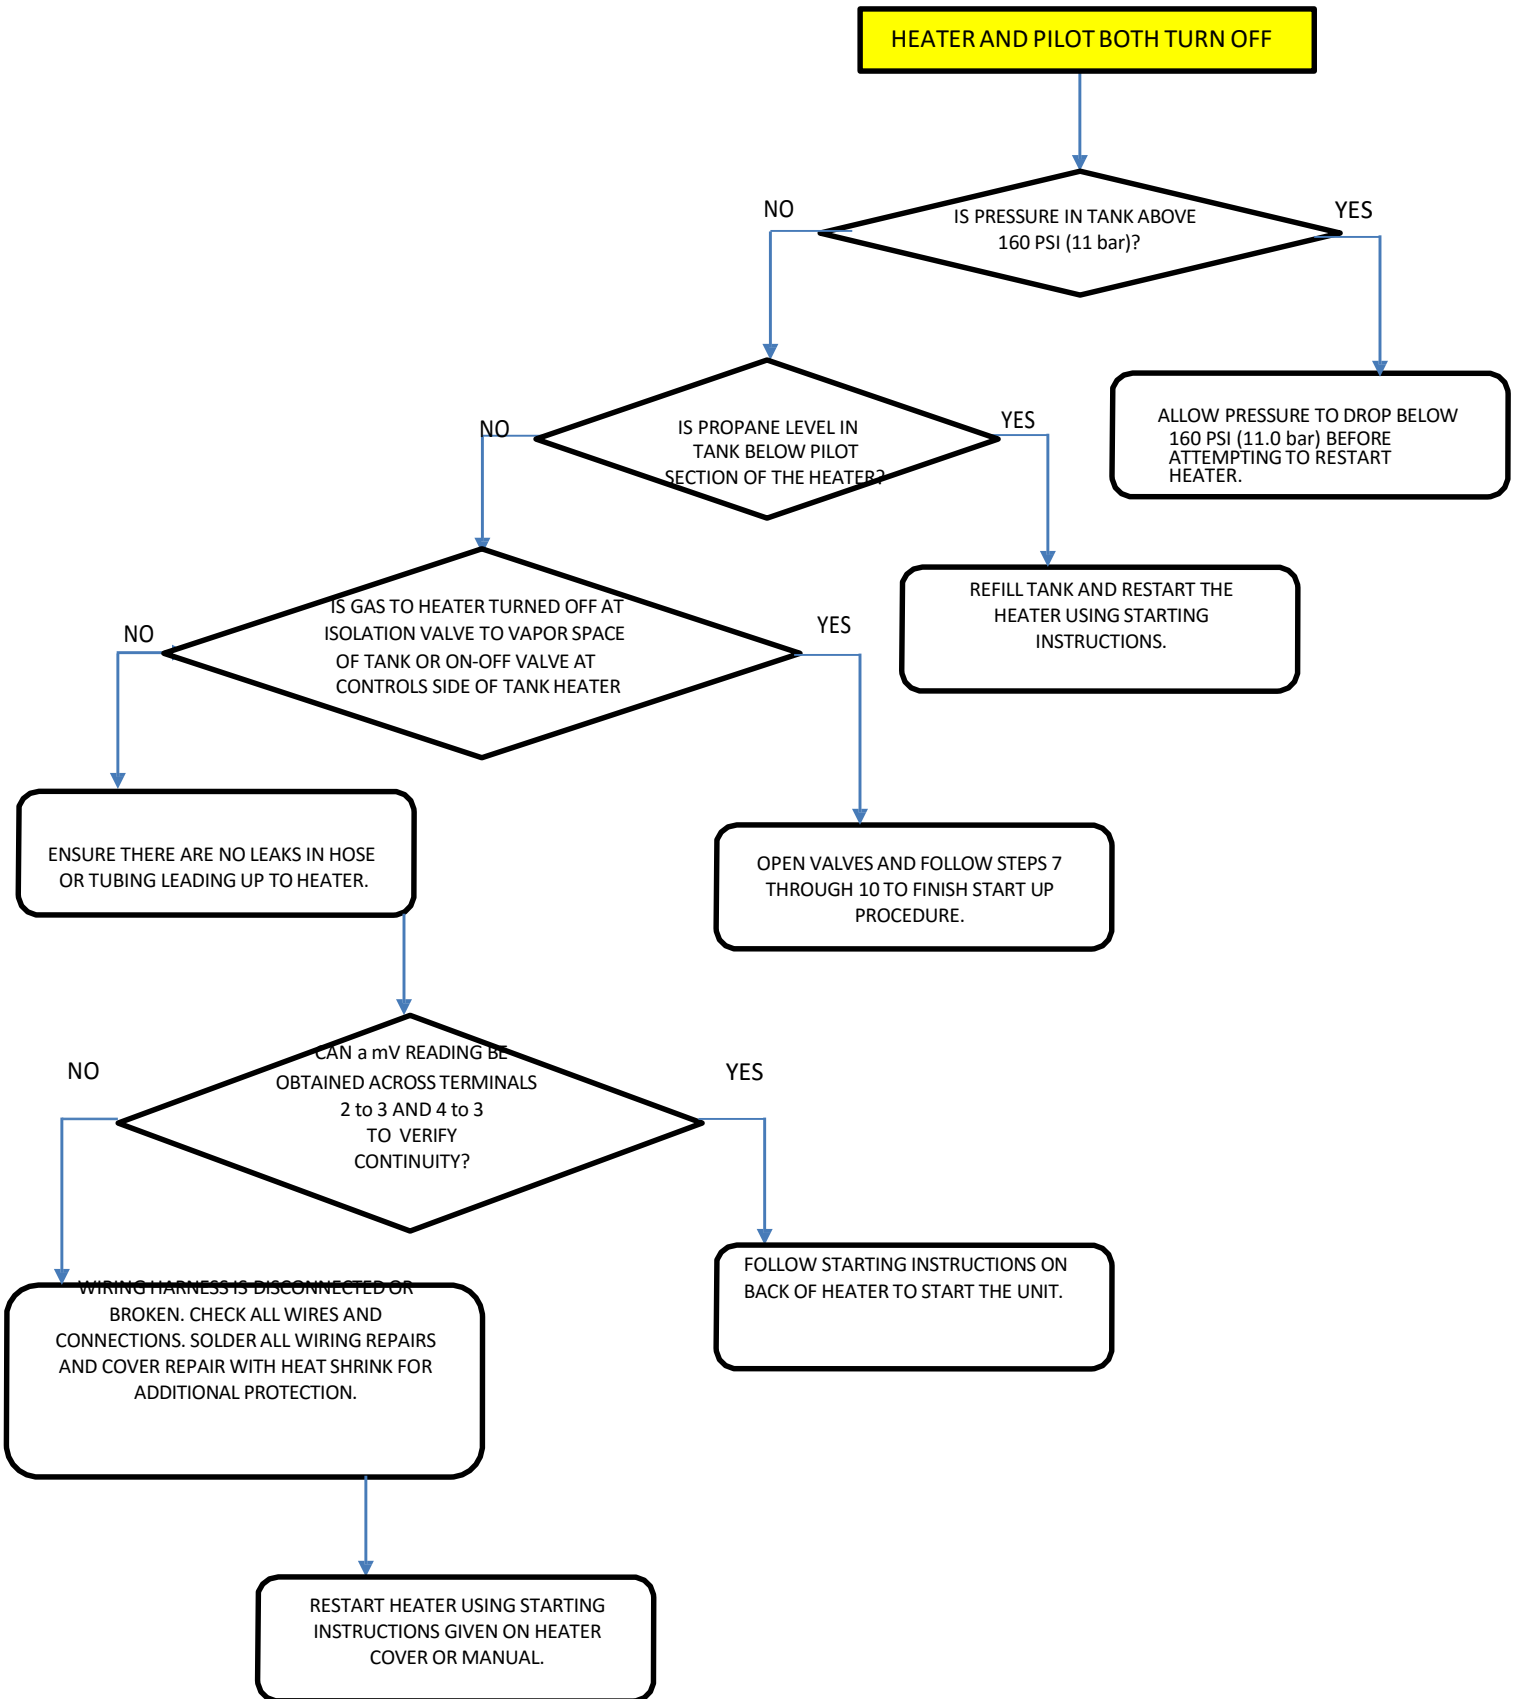 HEATER AND PILOT BOTH TURN OFF
NO
YES
IS PRESSURE IN TANK ABOVE
160 PSI (11 bar)?
ALLOW PRESSURE TO DROP BELOW
160 PSI (11.0 bar) BEFORE
ATTEMPTING TO RESTART
HEATER.
NO
YES
IS PROPANE LEVEL IN
TANK BELOW PILOT
SECTION OF THE HEATER?
REFILL TANK AND RESTART THE
HEATER USING STARTING
INSTRUCTIONS.
NO
YES
IS GAS TO HEATER TURNED OFF AT
ISOLATION VALVE TO VAPOR SPACE
OF TANK OR ON-OFF VALVE AT
CONTROLS SIDE OF TANK HEATER
ENSURE THERE ARE NO LEAKS IN HOSE
OR TUBING LEADING UP TO HEATER.
OPEN VALVES AND FOLLOW STEPS 7
THROUGH 10 TO FINISH START UP
PROCEDURE.
NO
YES
CAN a mV READING BE
OBTAINED ACROSS TERMINALS
2 to 3 AND 4 to 3
TO VERIFY
CONTINUITY?
FOLLOW STARTING INSTRUCTIONS ON
BACK OF HEATER TO START THE UNIT.
WIRING HARNESS IS DISCONNECTED OR
BROKEN. CHECK ALL WIRES AND
CONNECTIONS. SOLDER ALL WIRING REPAIRS
AND COVER REPAIR WITH HEAT SHRINK FOR
ADDITIONAL PROTECTION.
RESTART HEATER USING STARTING
INSTRUCTIONS GIVEN ON HEATER
COVER OR MANUAL.